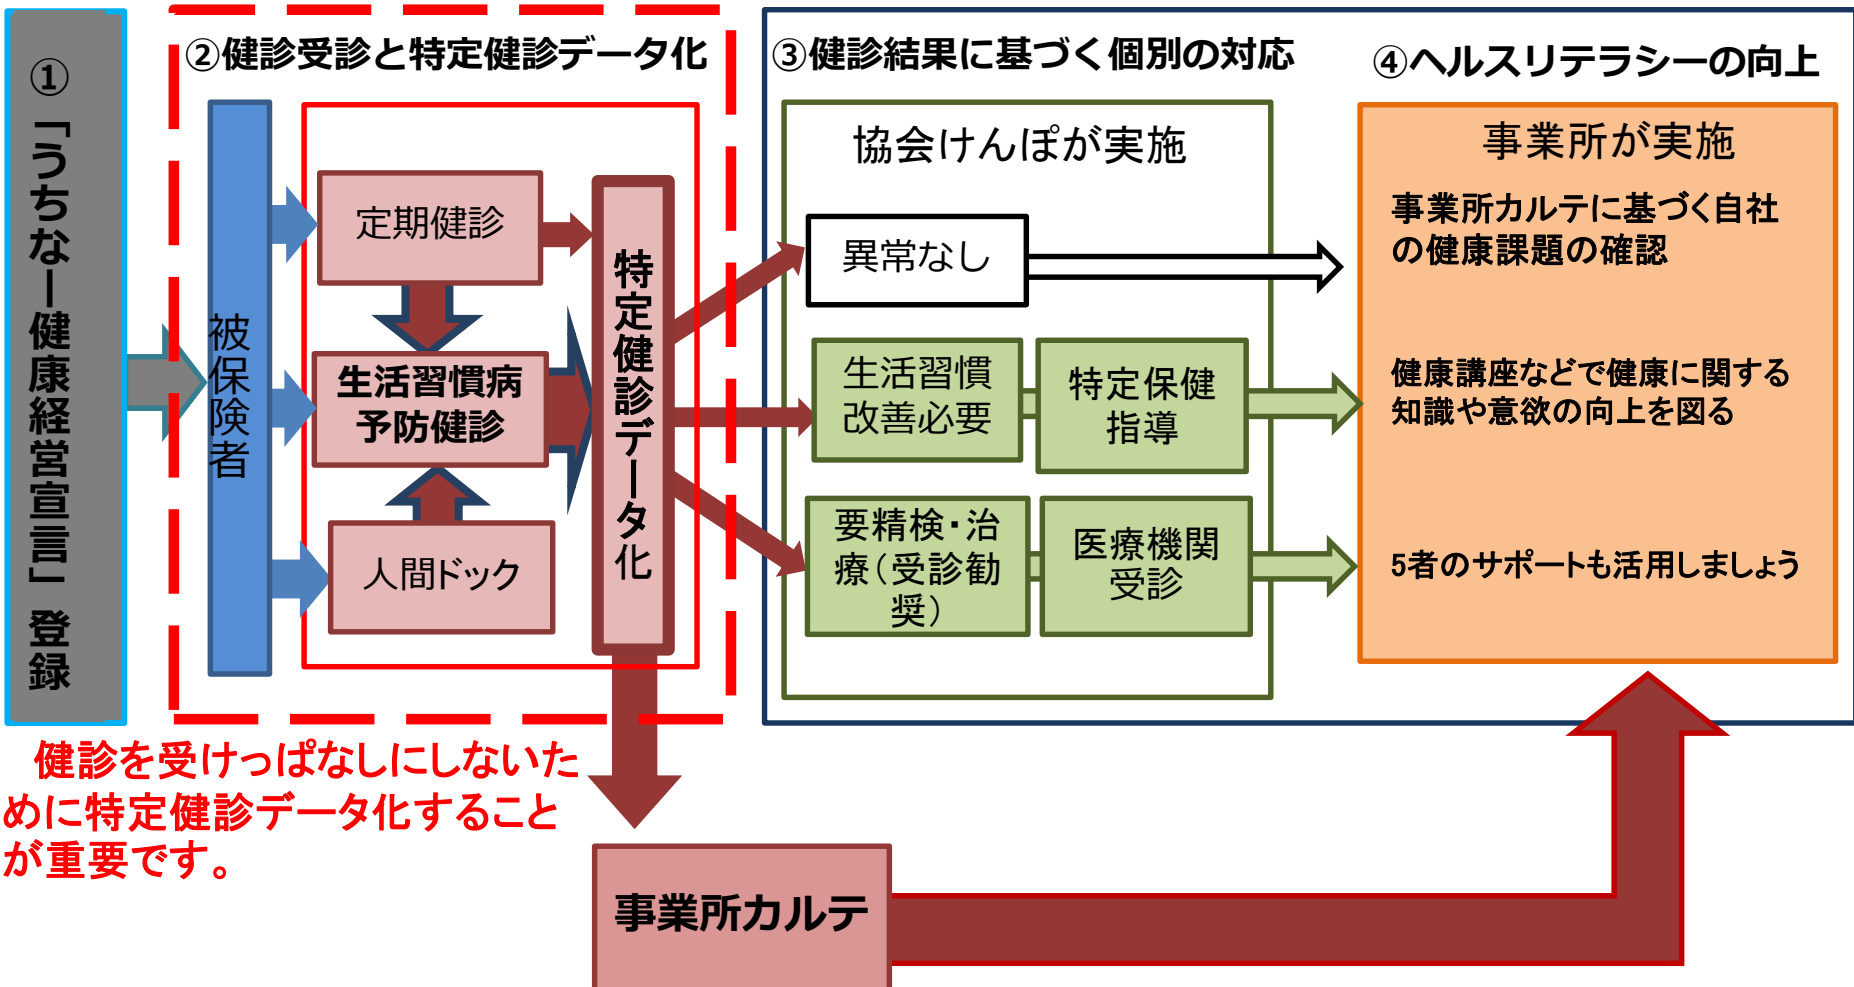 ①「うちなー健康経営宣言」登録
②健診受診と特定健診データ化
被保険者
定期健診
生活習慣病
予防健診
人間ドック
特定健診データ化
③健診結果に基づく個別の対応
協会けんぽが実施
異常なし
生活習慣
改善必要
特定保健
指導
要精検・治
療(受診勧
奨)
医療機関
受診
④ヘルスリテラシーの向上
事業所が実施
事業所カルテに基づく自社
の健康課題の確認
健康講座などで健康に関する
知識や意欲の向上を図る
5者のサポートも活用しましょう
健診を受けっぱなしにしないた
めに特定健診データ化すること
が重要です。
事業所カルテ